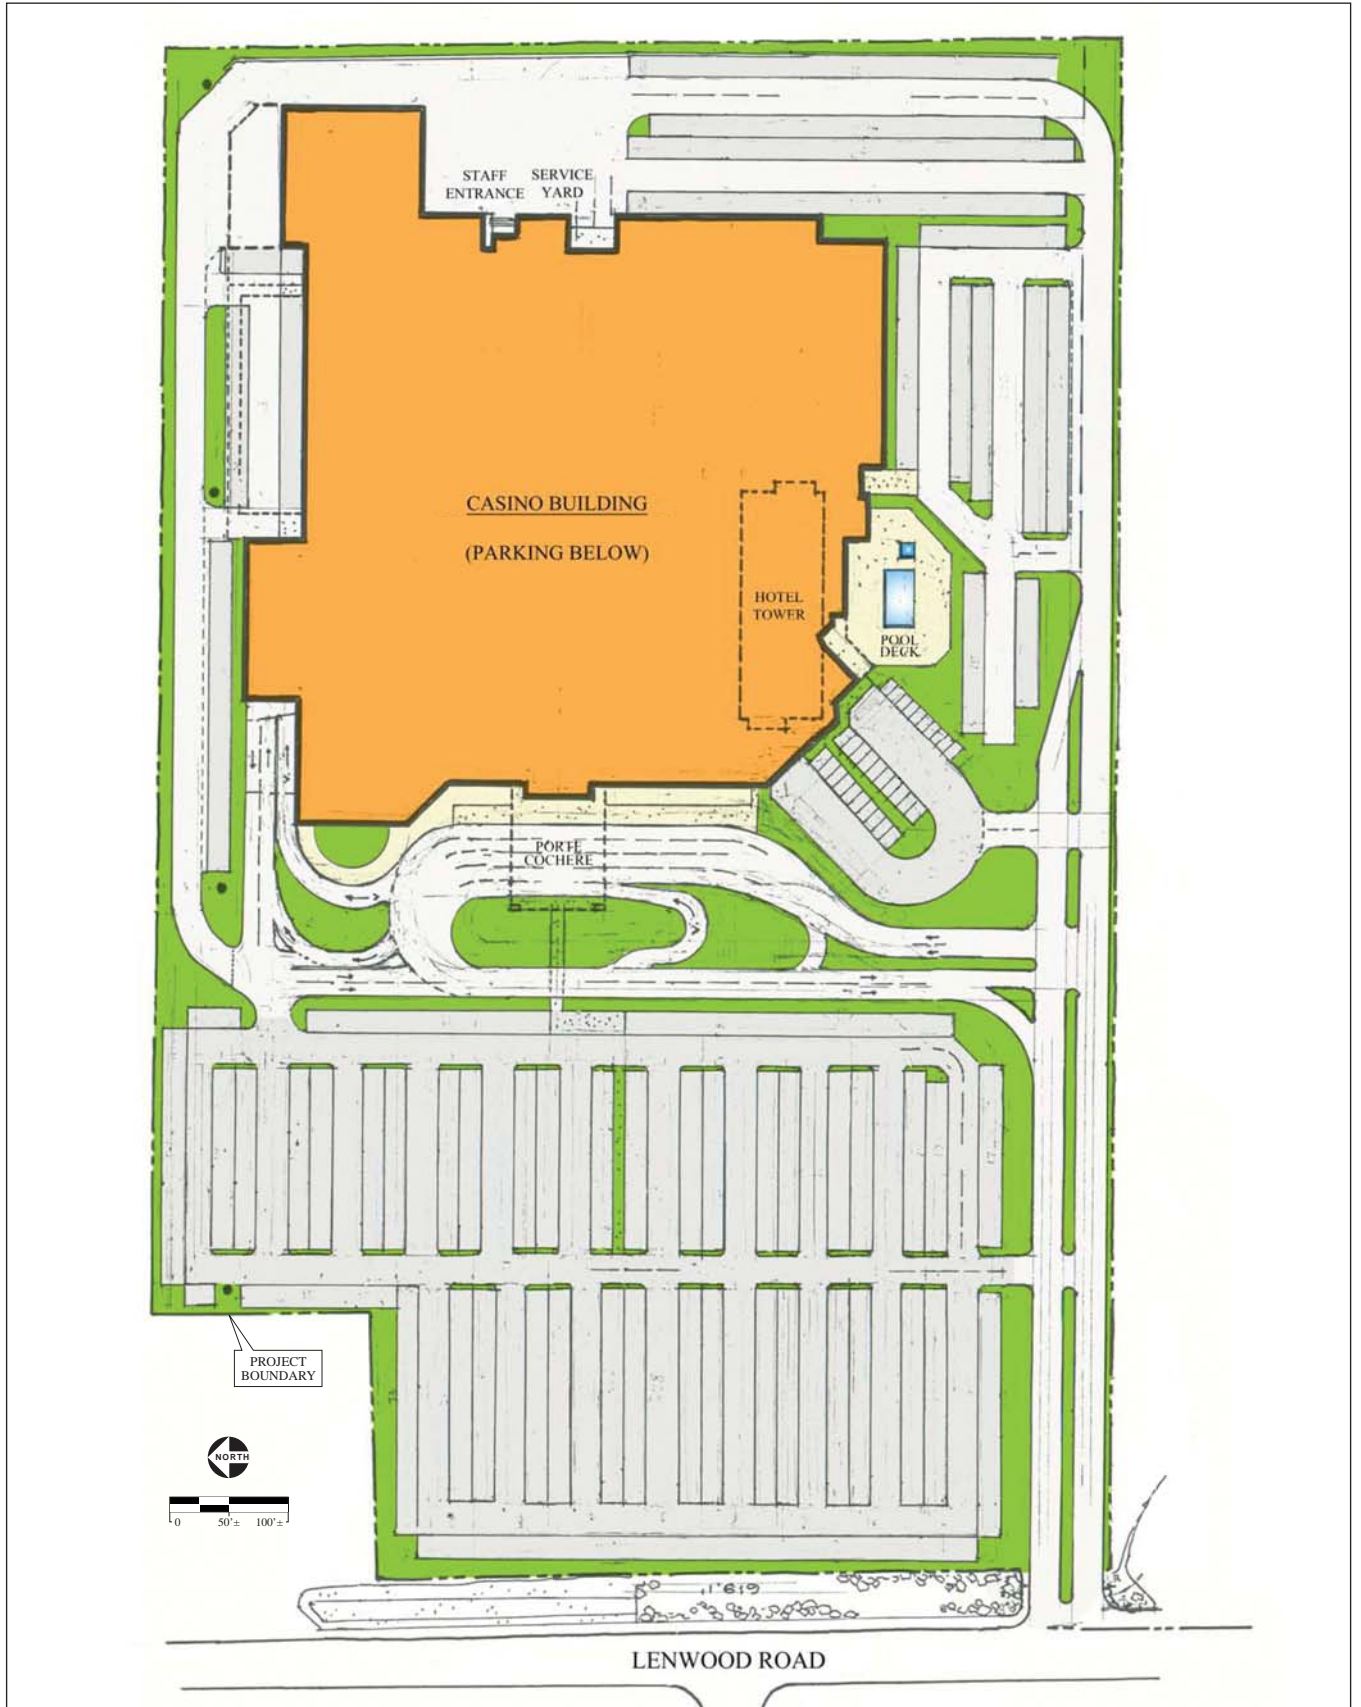 STAFF
ENTRANCE
SERVICE
YARD
CASINO BUILDING
(PARKING BELOW)
HOTEL
TOWER
POOL
DECK
PORTE
COCHERE
PROJECT
BOUNDARY
NORTH
0 50'± 100'±
LENWOOD ROAD